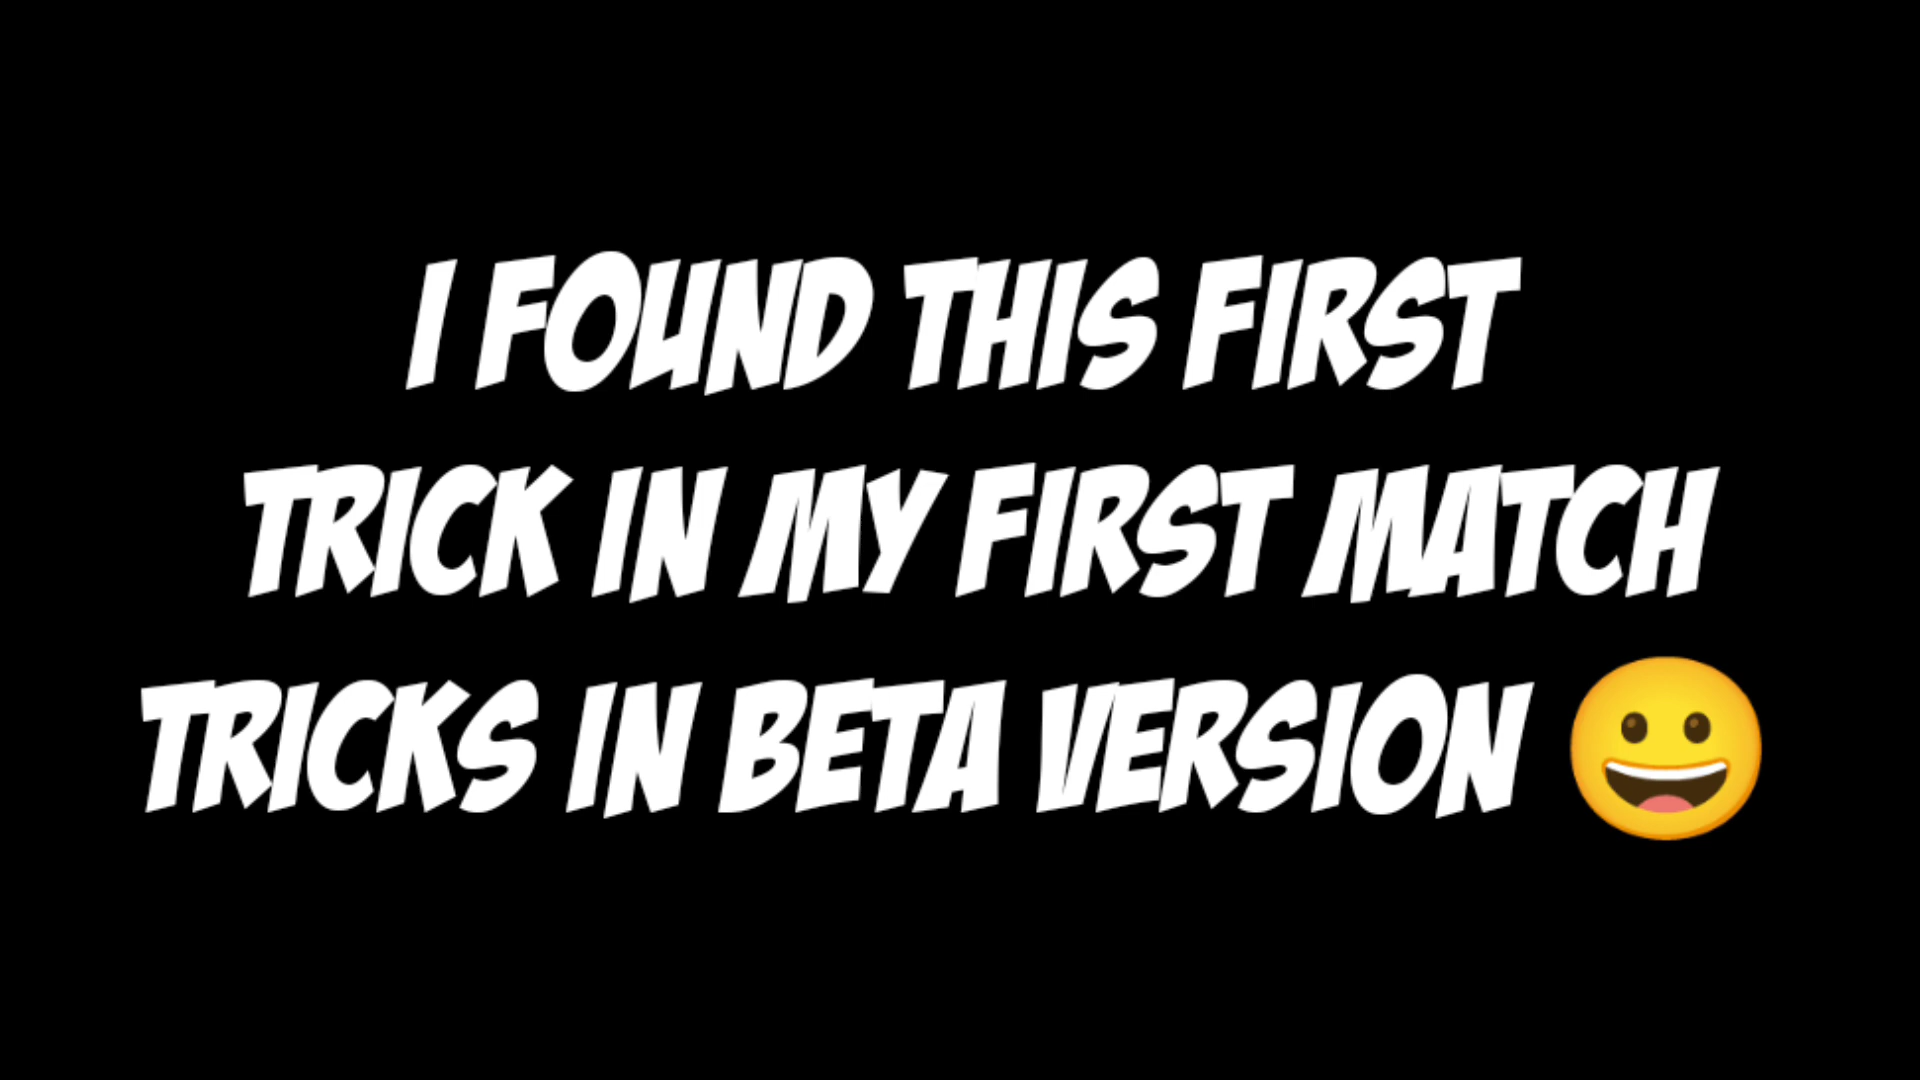 I FOUND THIS FIRST
TRICK IN MY FIRST MATCH
TRICKS IN BETA VERSION 😀